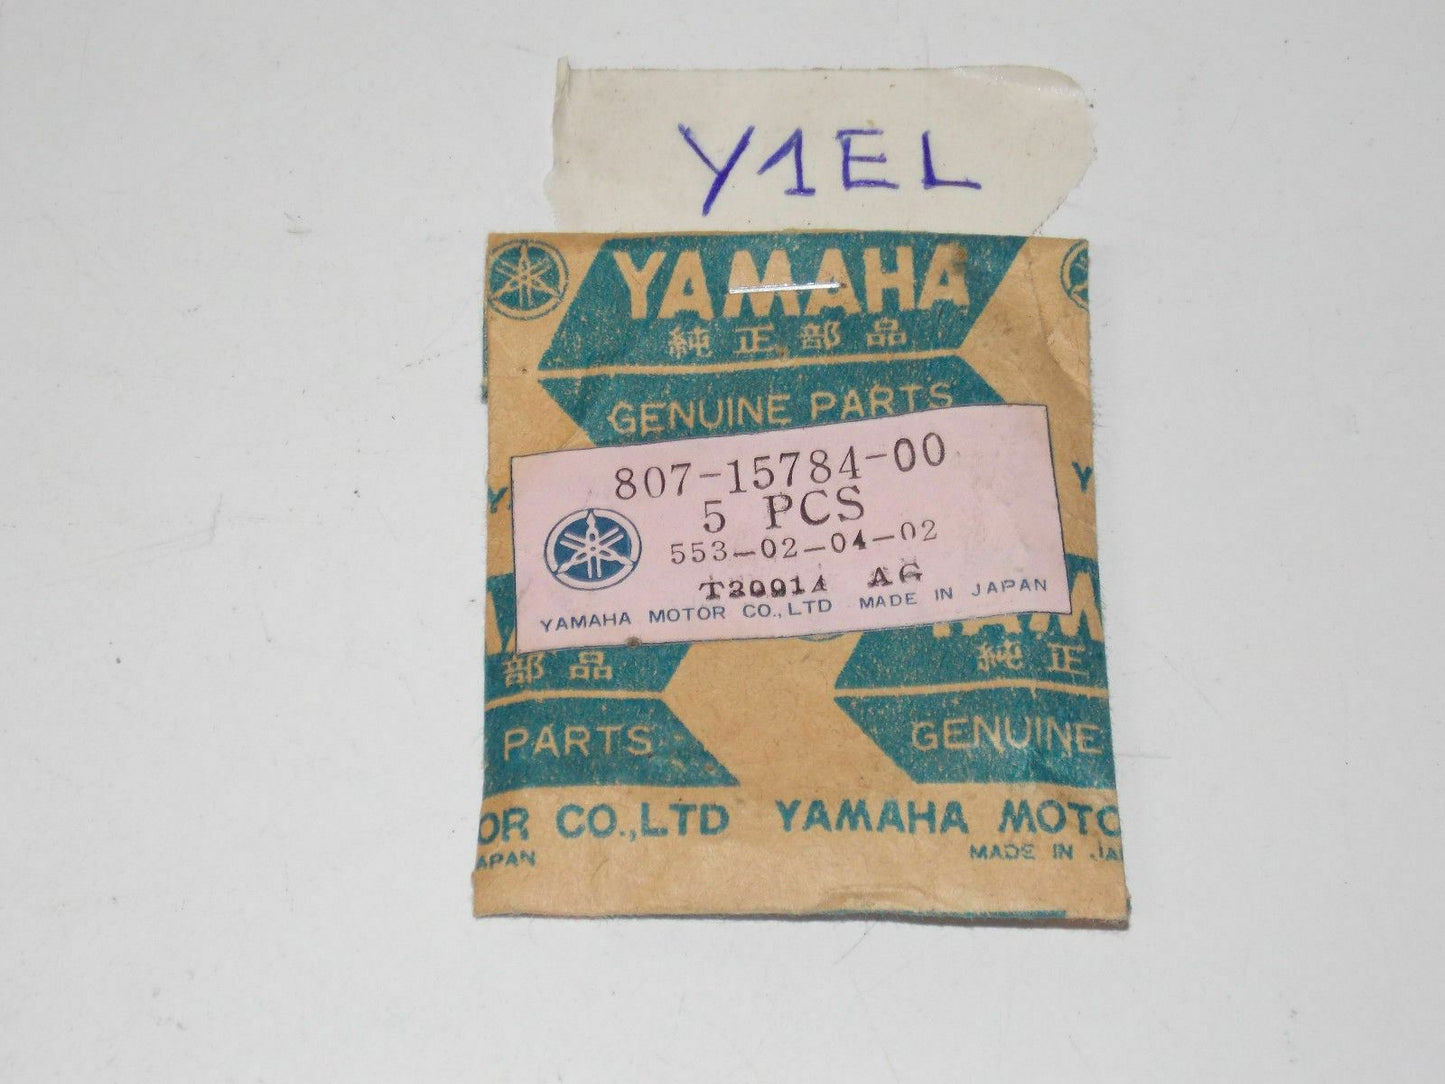 Y1EL
YAMAHA
純正部品
GENUINE PARTS
807-15784-00
5 PCS
553-02-04-02
T20914 AG
YAMAHA MOTOR CO.,LTD MADE IN JAPAN
部品 純正
PARTS GENUINE
OR CO.,LTD YAMAHA MOTO
APAN MADE IN JA